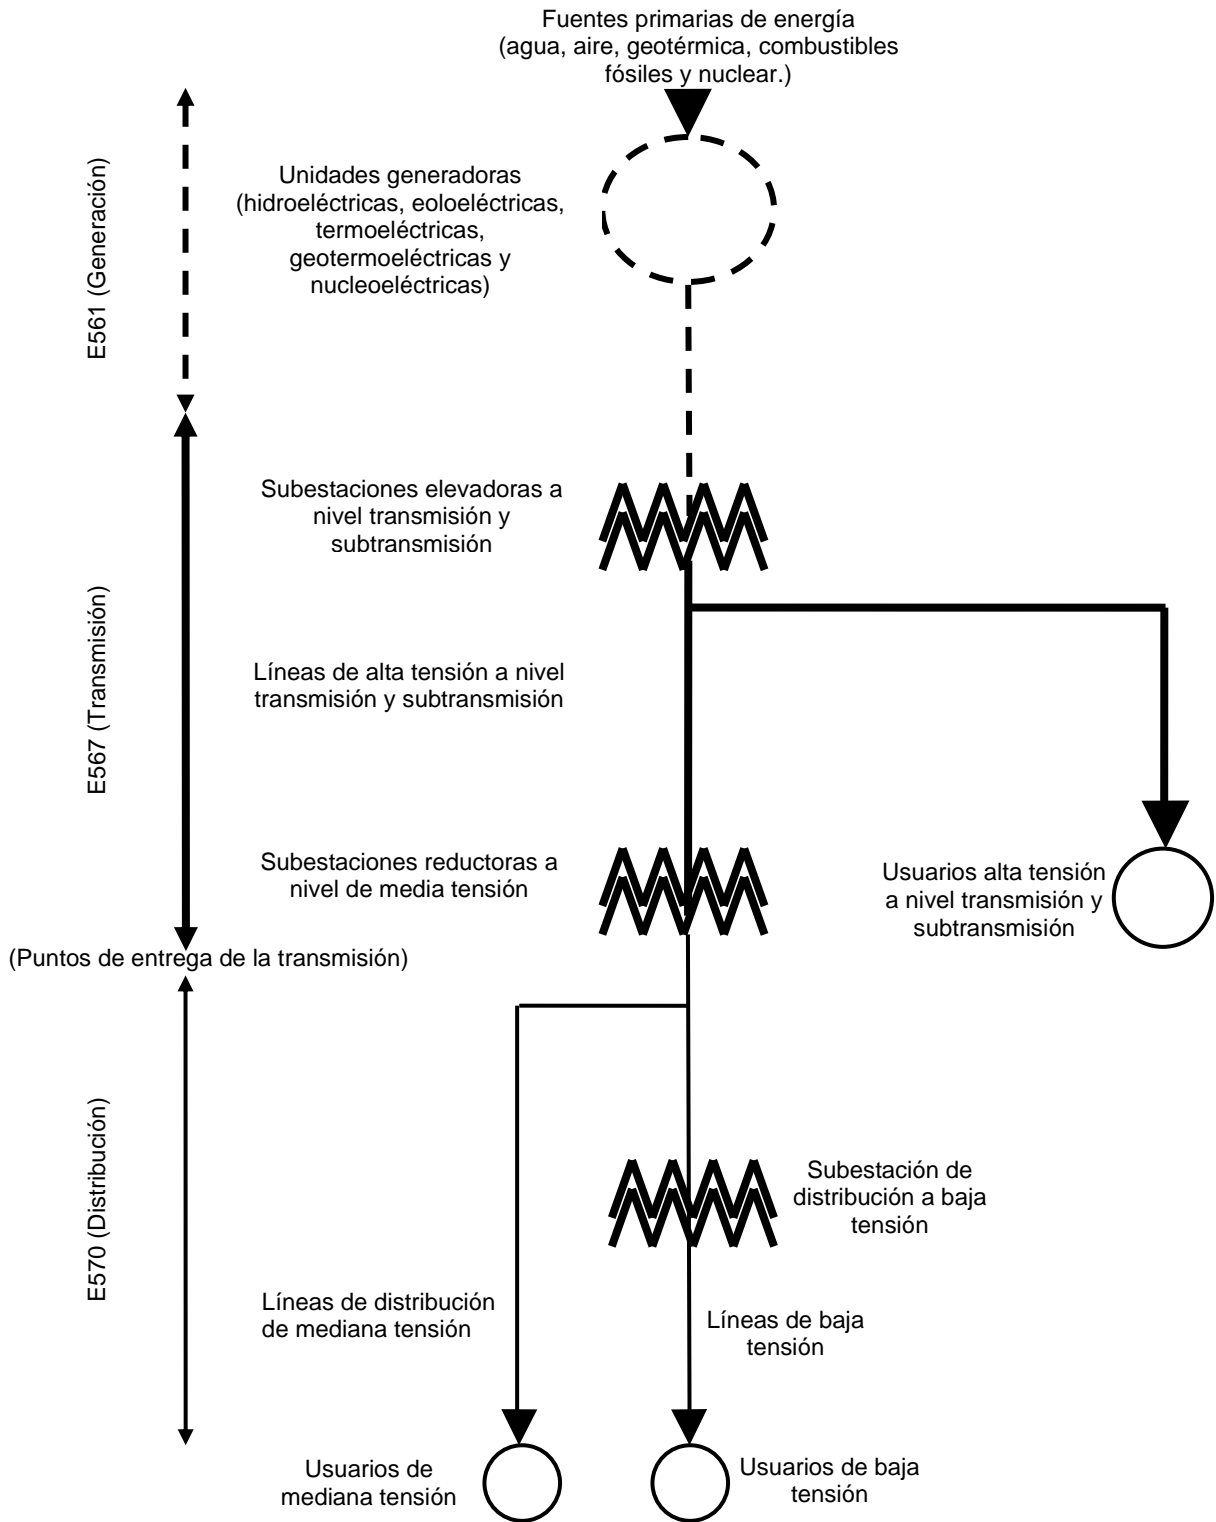 Fuentes primarias de energía
(agua, aire, geotérmica, combustibles
fósiles y nuclear.)
E561 (Generación)
Unidades generadoras
(hidroeléctricas, eoloeléctricas,
termoeléctricas,
geotermoeléctricas y
nucleoeléctricas)
E567 (Transmisión)
Subestaciones elevadoras a
nivel transmisión y
subtransmisión
Líneas de alta tensión a nivel
transmisión y subtransmisión
Subestaciones reductoras a
nivel de media tensión
Usuarios alta tensión
a nivel transmisión y
subtransmisión
(Puntos de entrega de la transmisión)
E570 (Distribución)
Subestación de
distribución a baja
tensión
Líneas de distribución
de mediana tensión
Líneas de baja
tensión
Usuarios de
mediana tensión
Usuarios de baja
tensión